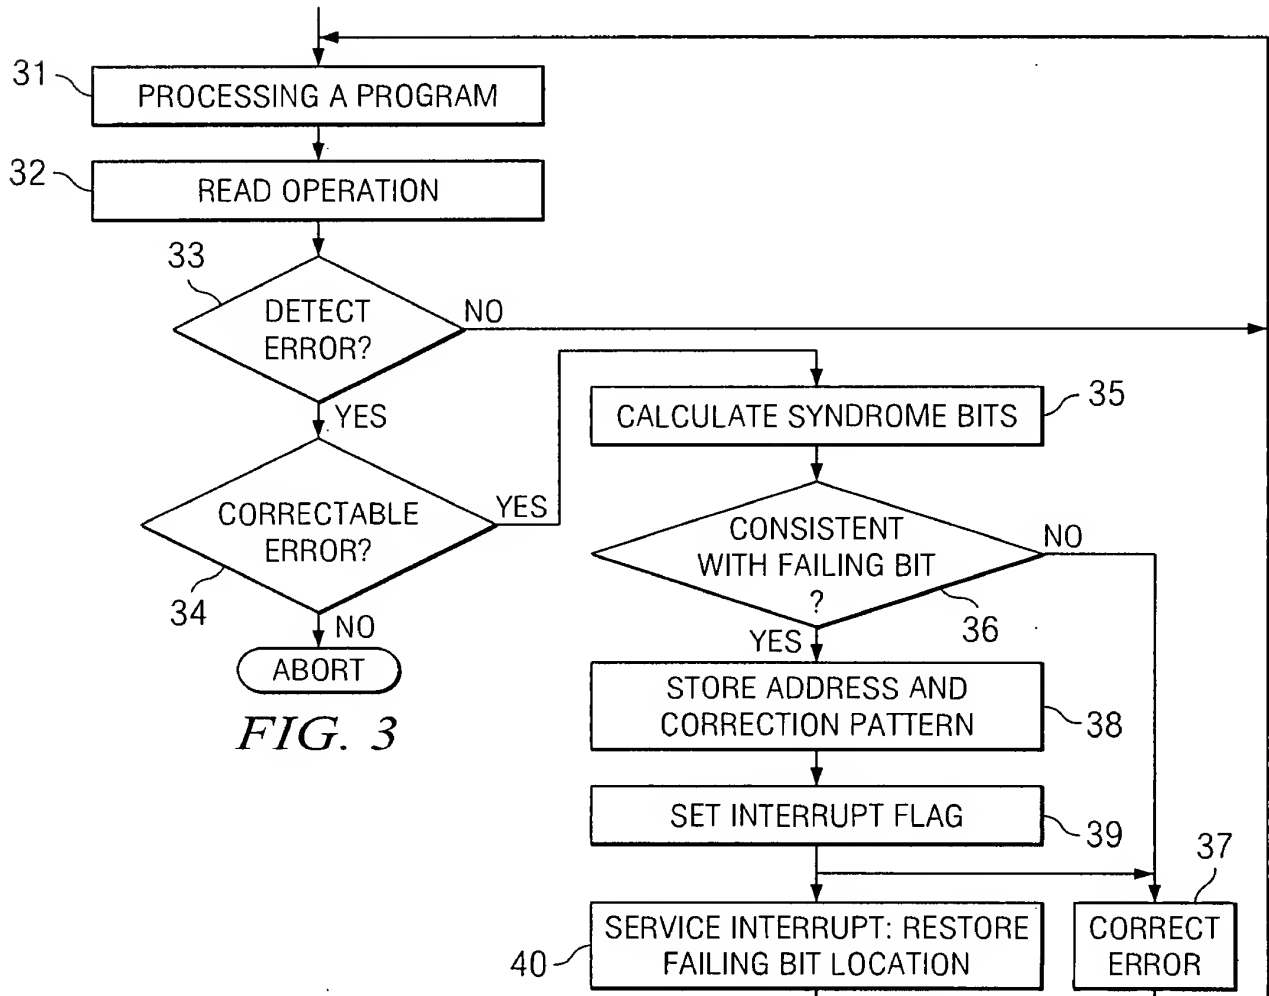 31
PROCESSING A PROGRAM
32
READ OPERATION
33
DETECT
ERROR?
NO
YES
CORRECTABLE
ERROR?
YES
34
NO
ABORT
FIG. 3
CALCULATE SYNDROME BITS
35
CONSISTENT
WITH FAILING BIT
?
NO
36
YES
STORE ADDRESS AND
CORRECTION PATTERN
38
SET INTERRUPT FLAG
39
SERVICE INTERRUPT: RESTORE
FAILING BIT LOCATION
40
37
CORRECT
ERROR